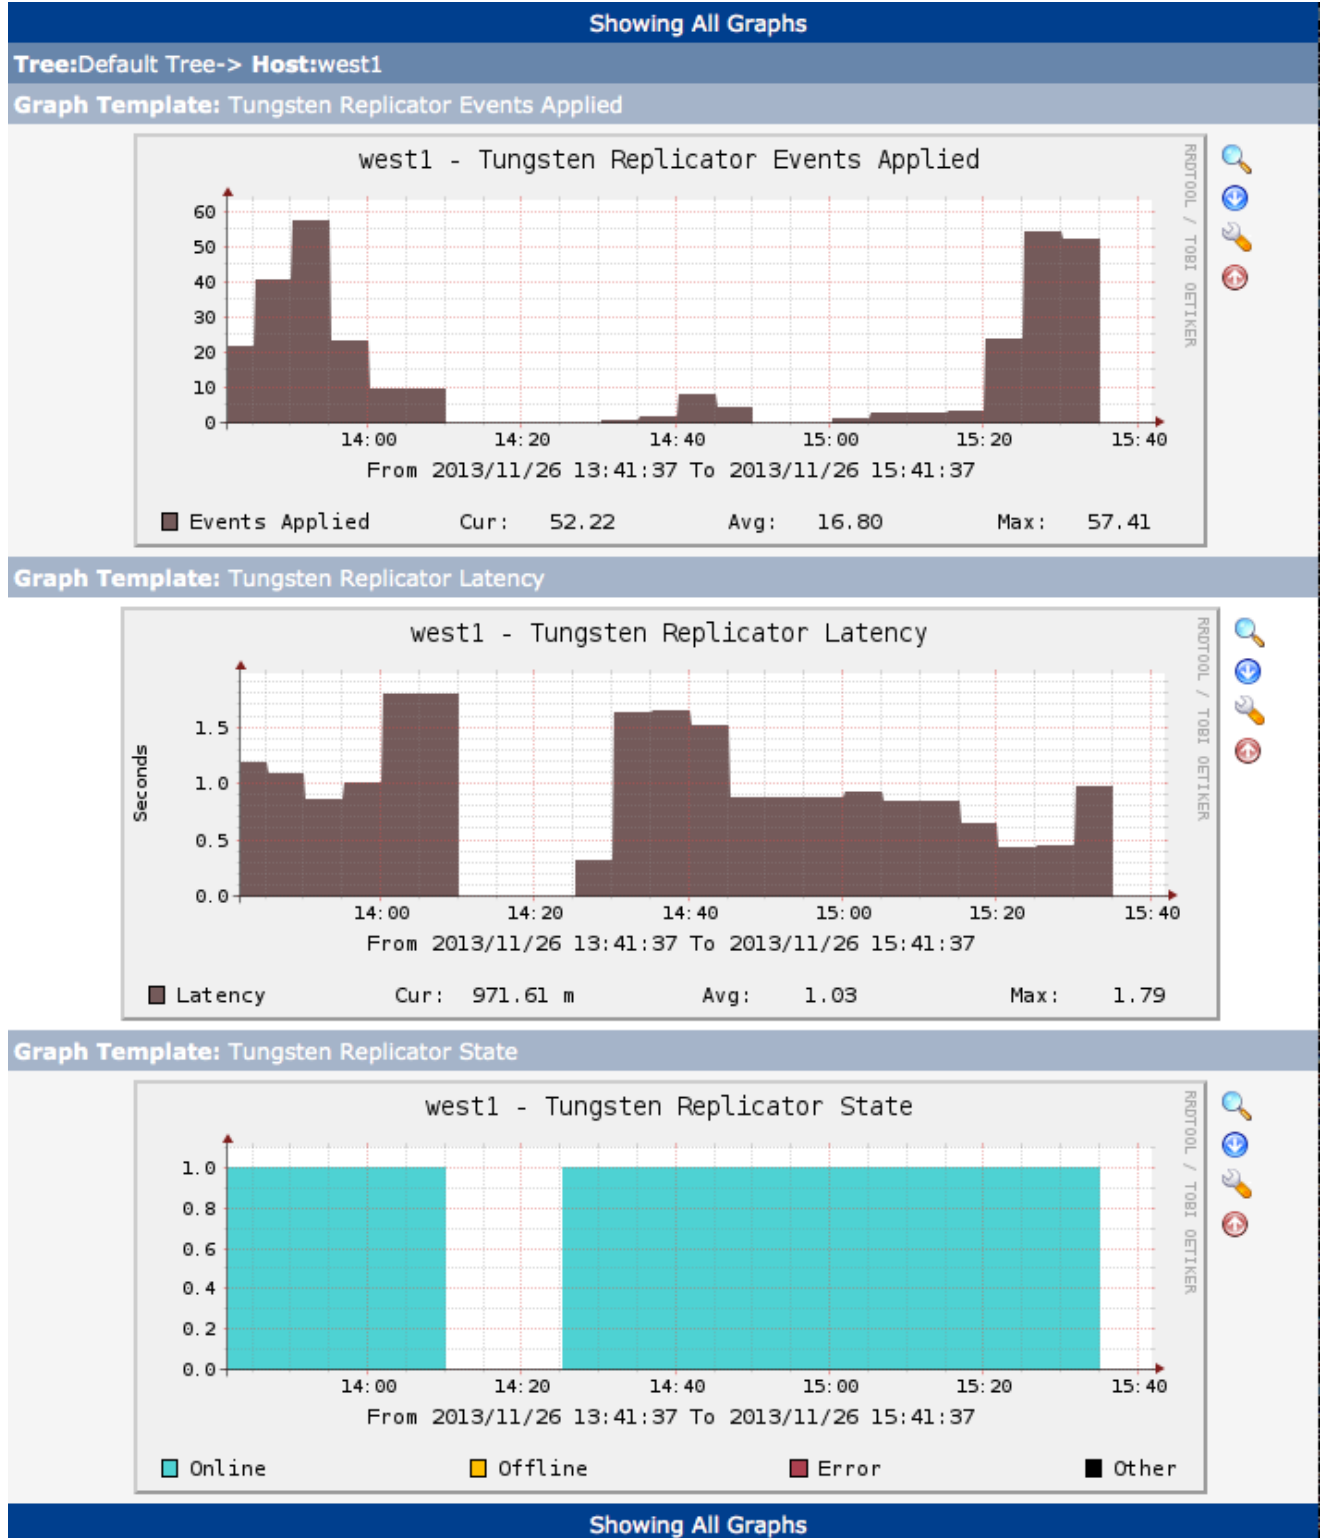 Showing All Graphs
Tree:Default Tree-> Host:west1
Graph Template: Tungsten Replicator Events Applied
west1 - Tungsten Replicator Events Applied
RRDTOOL / TOBI OETIKER
60
50
40
30
20
10
0
14:00 14:20 14:40 15:00 15:20 15:40
From 2013/11/26 13:41:37 To 2013/11/26 15:41:37
Events Applied Cur: 52.22 Avg: 16.80 Max: 57.41
Graph Template: Tungsten Replicator Latency
west1 - Tungsten Replicator Latency
RRDTOOL / TOBI OETIKER
Seconds
1.5
1.0
0.5
0.0
14:00 14:20 14:40 15:00 15:20 15:40
From 2013/11/26 13:41:37 To 2013/11/26 15:41:37
Latency Cur: 971.61 m Avg: 1.03 Max: 1.79
Graph Template: Tungsten Replicator State
west1 - Tungsten Replicator State
RRDTOOL / TOBI OETIKER
1.0
0.8
0.6
0.4
0.2
0.0
14:00 14:20 14:40 15:00 15:20 15:40
From 2013/11/26 13:41:37 To 2013/11/26 15:41:37
Online Offline Error Other
Showing All Graphs